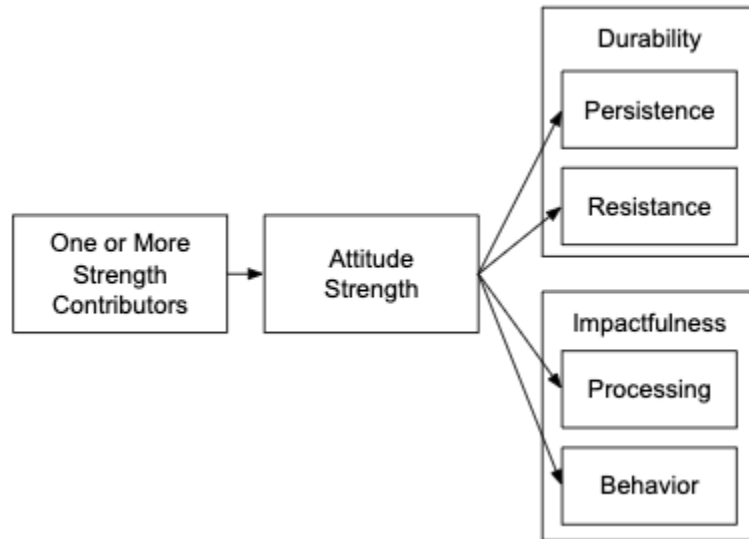 One or More
Strength
Contributors
Attitude
Strength
Durability
Persistence
Resistance
Impactfulness
Processing
Behavior